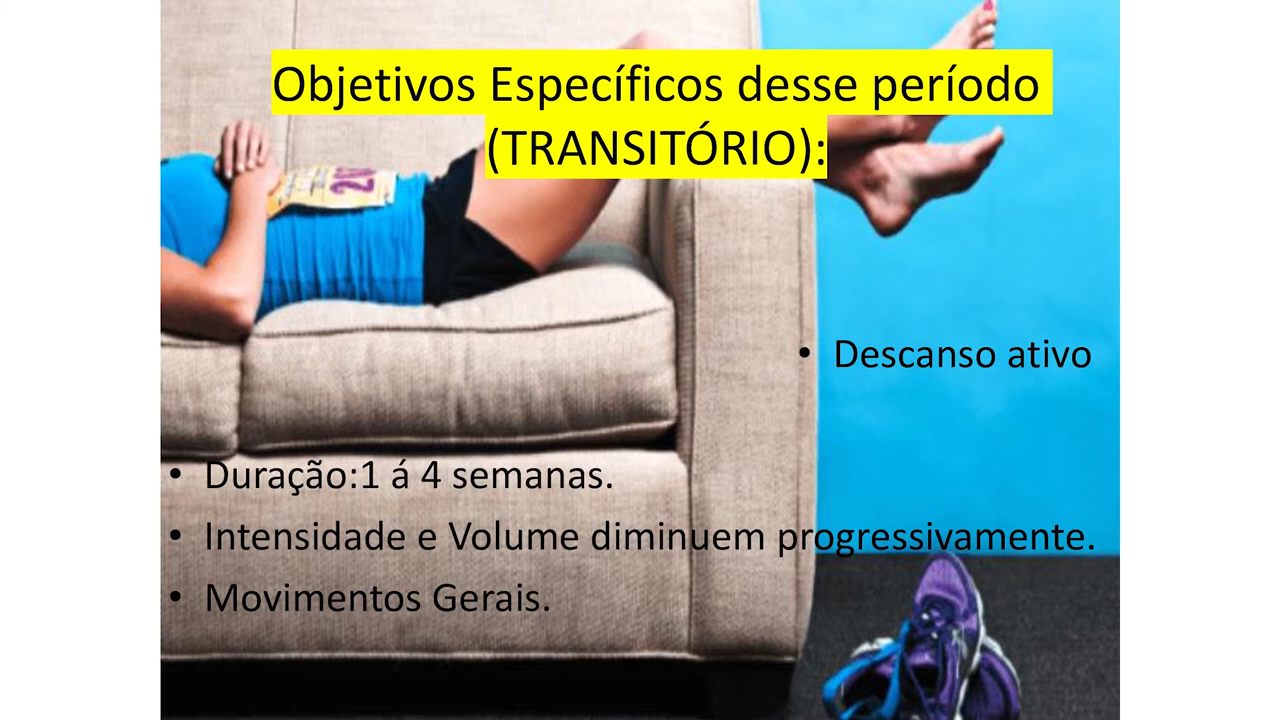 Objetivos Específicos desse período
(TRANSITÓRIO):
• Descanso ativo
• Duração:1 á 4 semanas.
• Intensidade e Volume diminuem progressivamente.
• Movimentos Gerais.